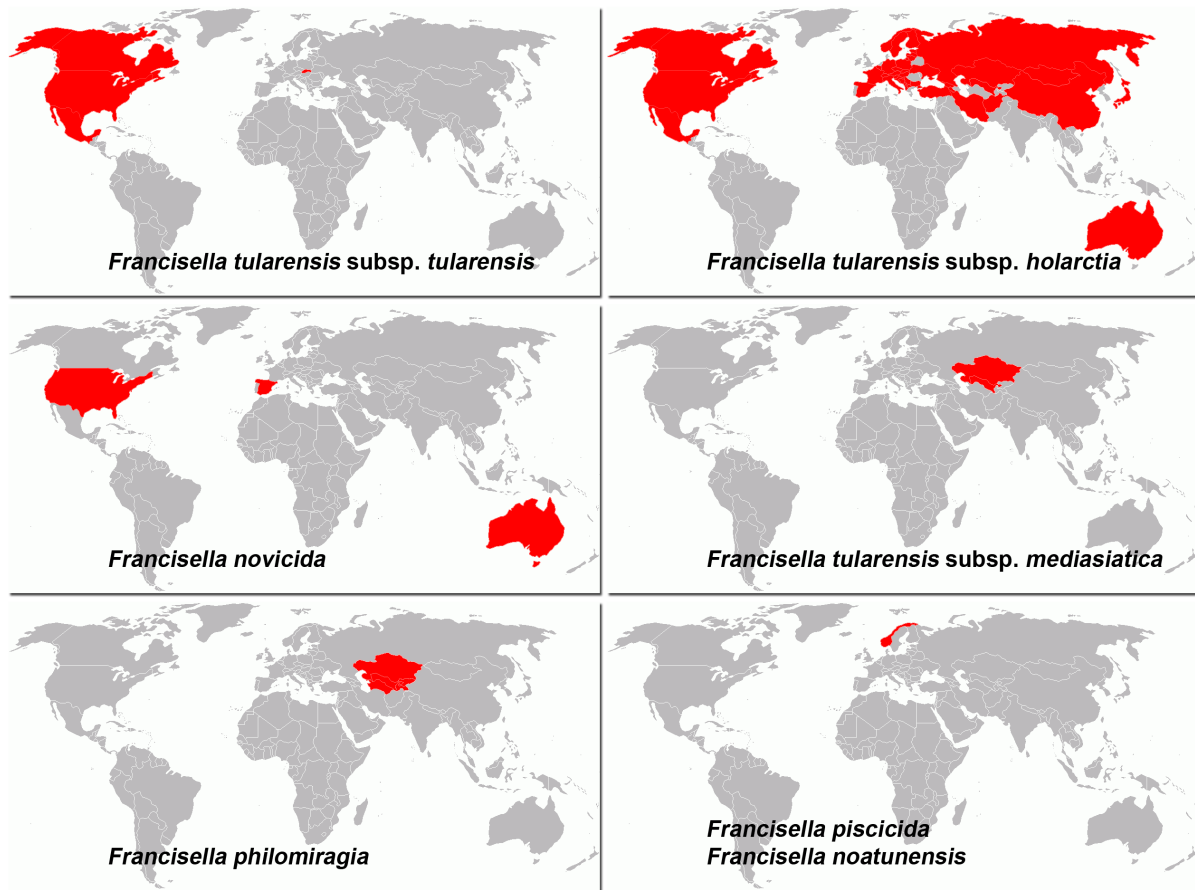 Francisella tularensis subsp. tularensis
Francisella tularensis subsp. holarctia
Francisella novicida
Francisella tularensis subsp. mediasiatica
Francisella philomiragia
Francisella piscicida
Francisella noatunensis